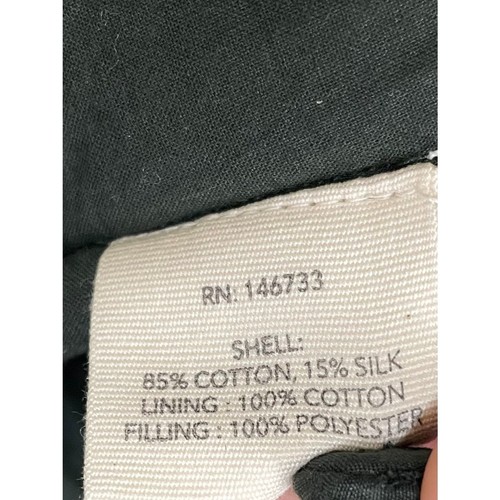 RN: 146733
SHELL:
85% COTTON, 15% SILK
LINING : 100% COTTON
FILLING : 100% POLYESTER